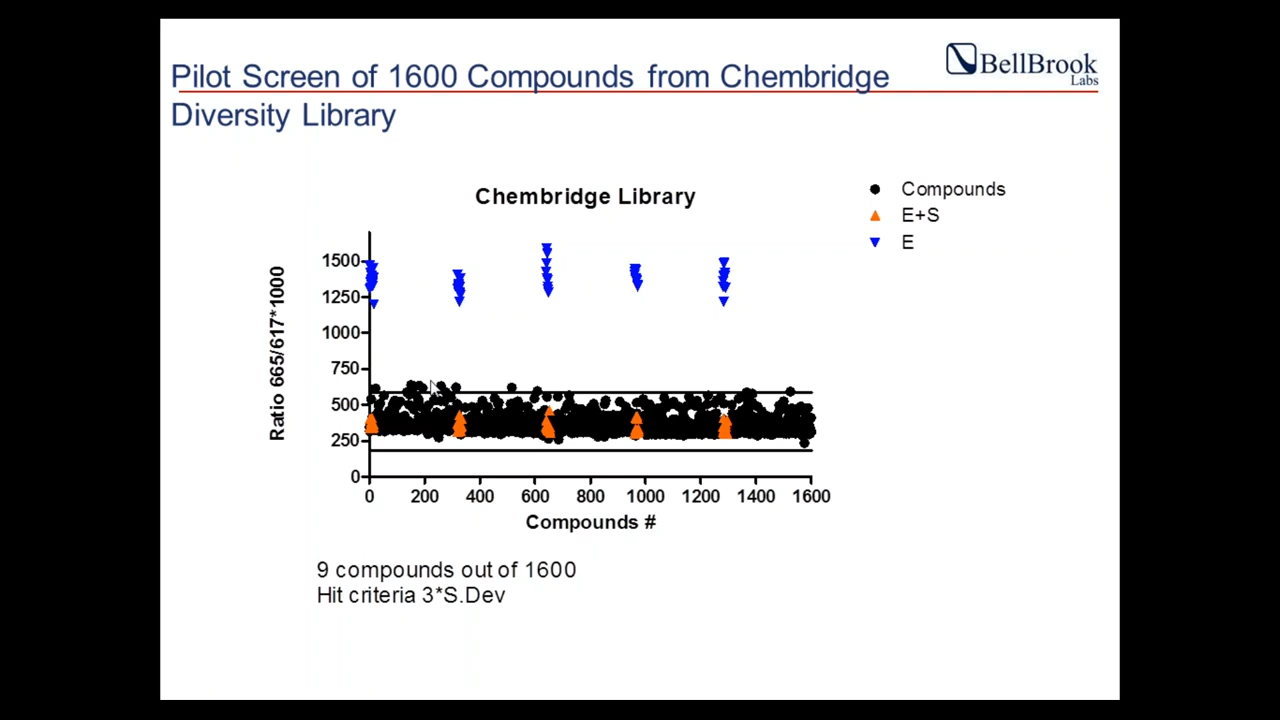 Pilot Screen of 1600 Compounds from Chembridge
Diversity Library
BellBrook
Labs
Chembridge Library
Compounds
E+S
E
Ratio 665/617*1000
1500
1250
1000
750
500
250
0
0 200 400 600 800 1000 1200 1400 1600
Compounds #
9 compounds out of 1600
Hit criteria 3*S.Dev